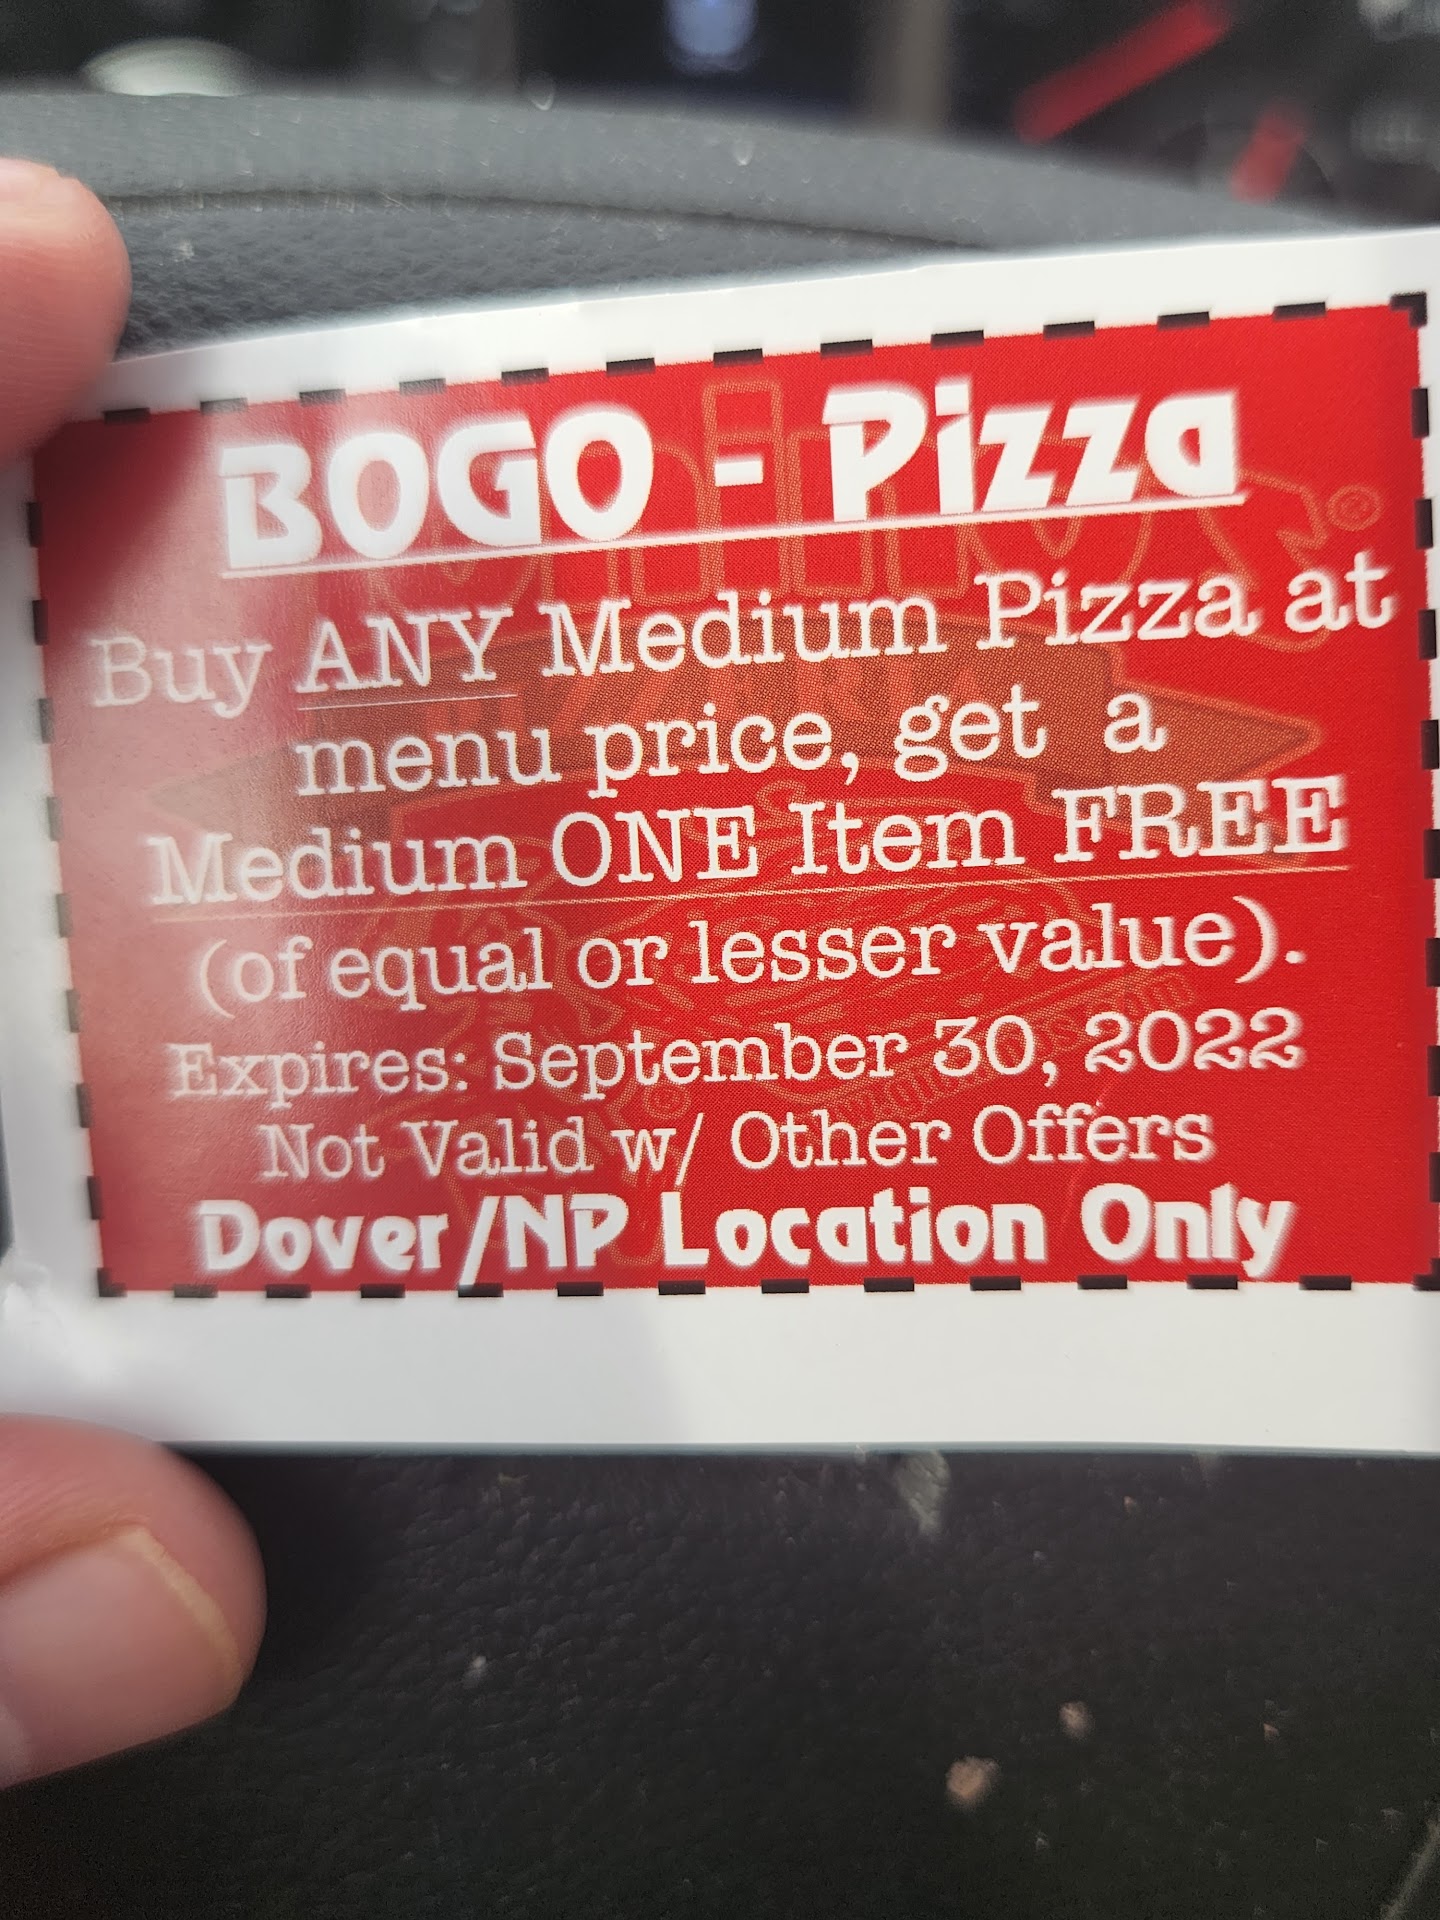 BOGO - Pizza
Buy ANY Medium Pizza at
menu price, get a
Medium ONE Item FREE
(of equal or lesser value).
Expires: September 30, 2022
Not Valid w/ Other Offers
Dover/NP Location Only